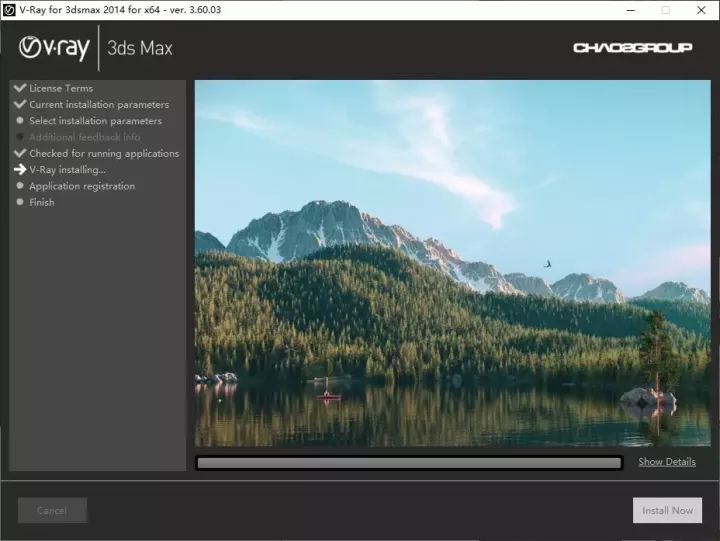 V-Ray for 3dsmax 2014 for x64 - ver. 3.60.03
v·ray 3ds Max
CHAOSGROUP
License Terms
Current installation parameters
Select installation parameters
Additional feedback info
Checked for running applications
V-Ray installing...
Application registration
Finish
Show Details
Cancel
Install Now